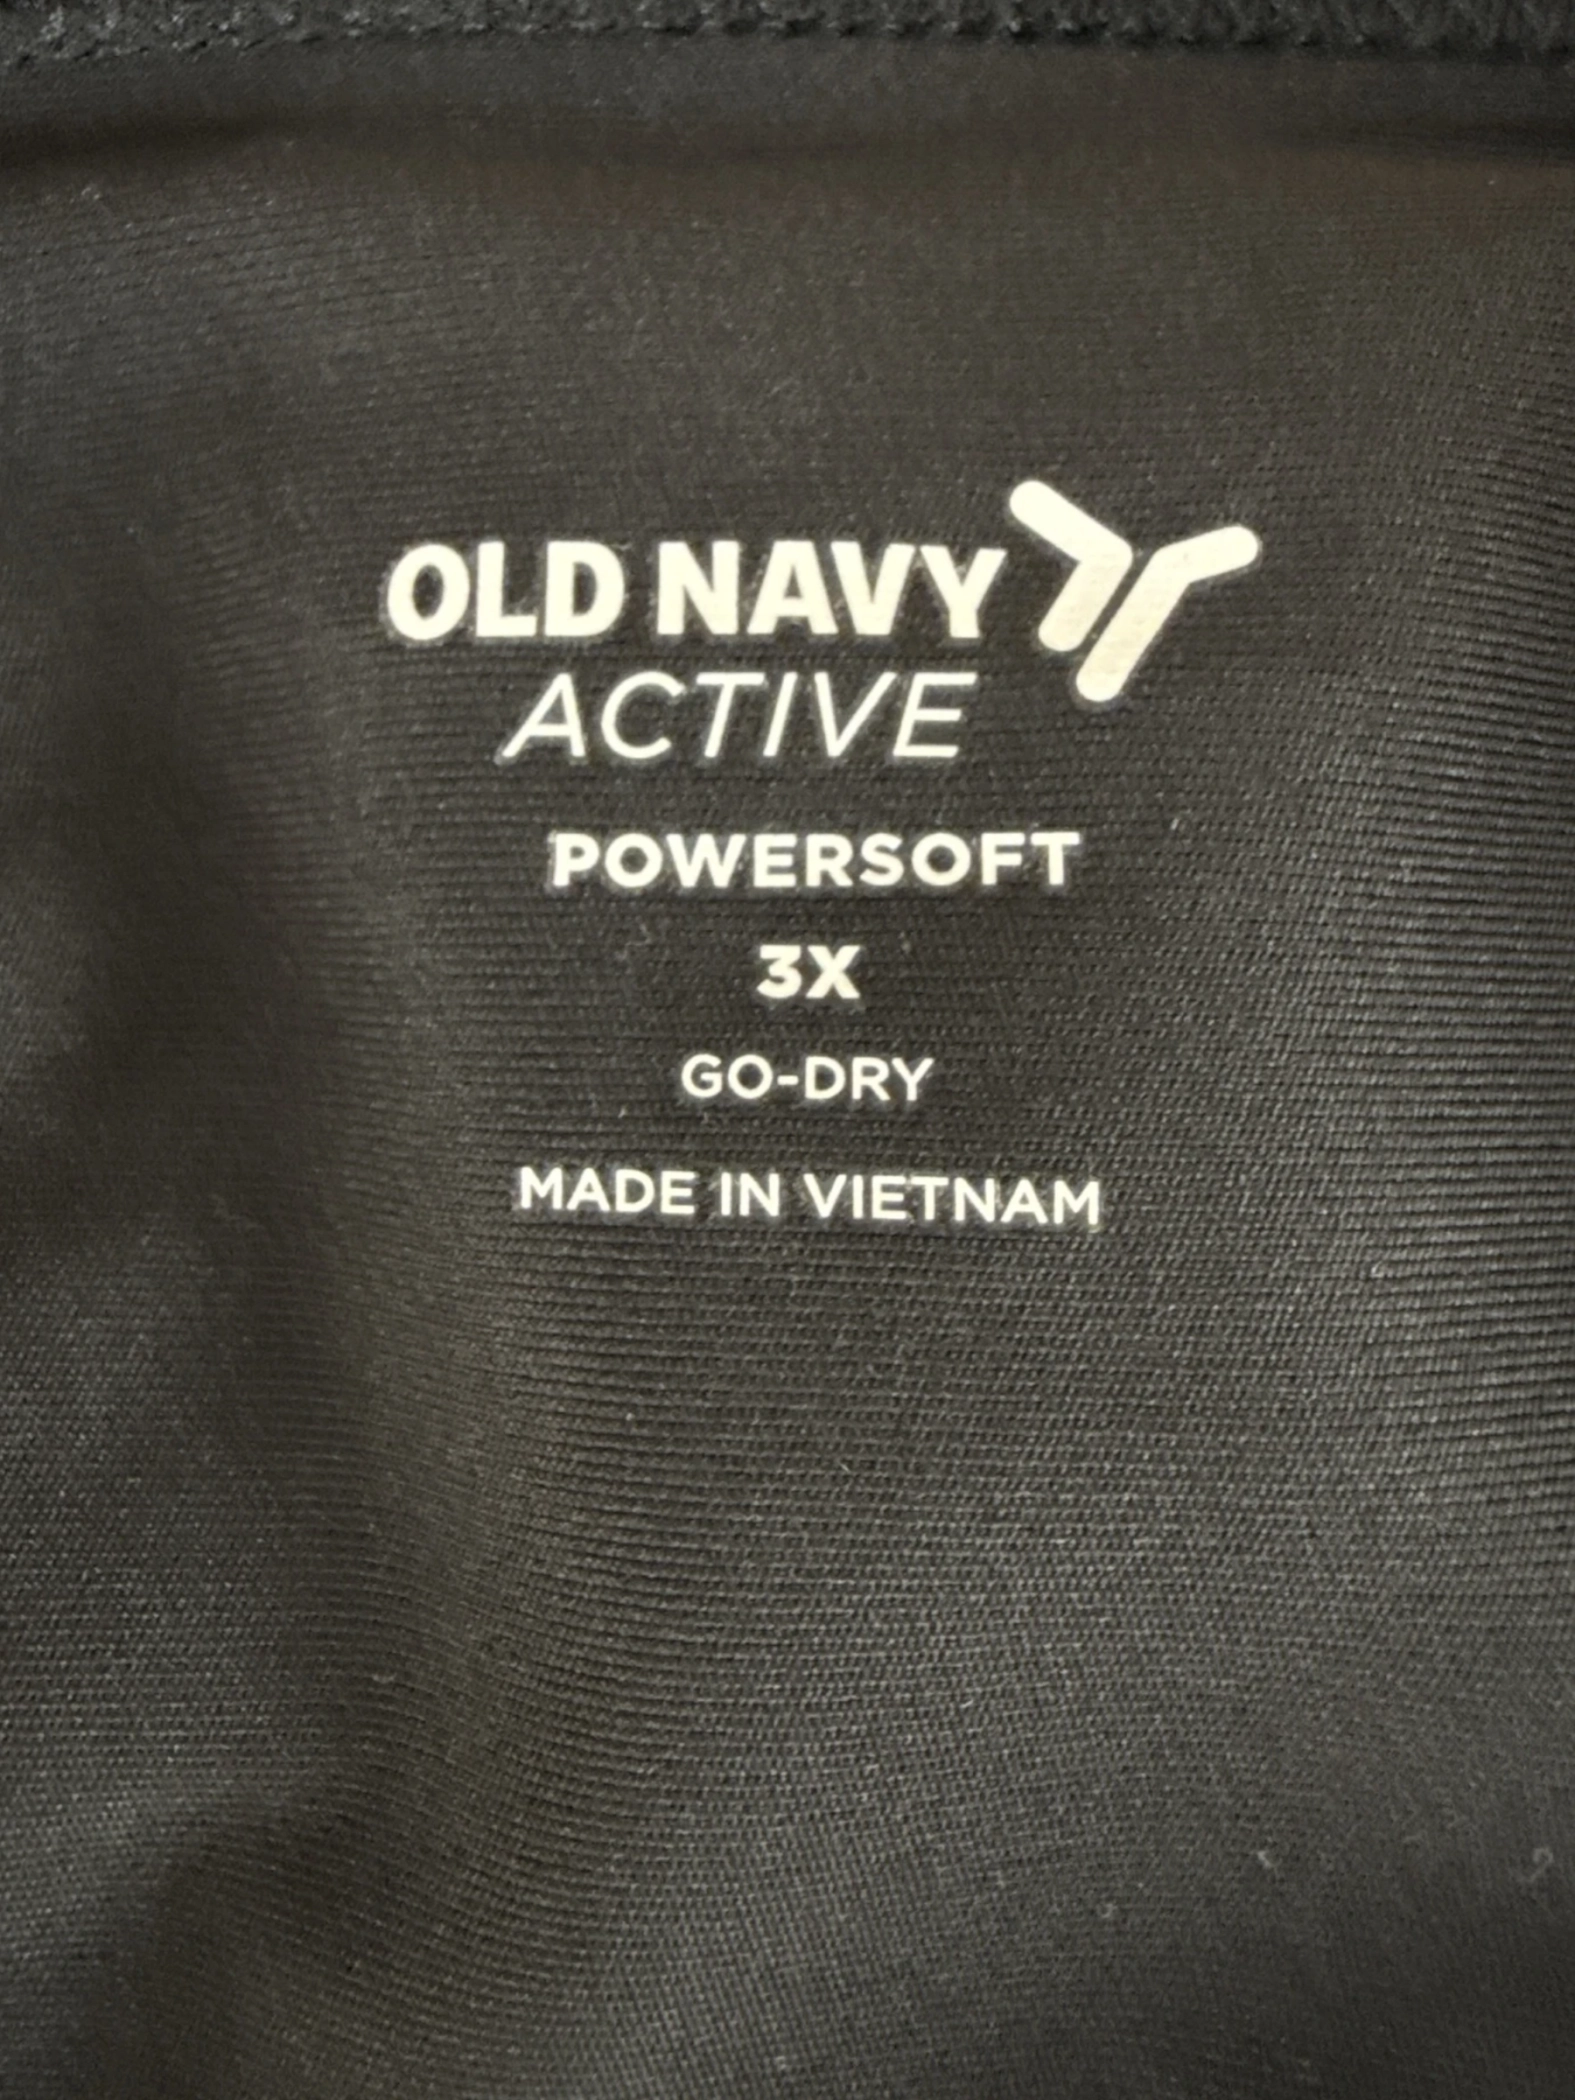 OLD NAVY
ACTIVE
POWERSOFT
3X
GO-DRY
MADE IN VIETNAM